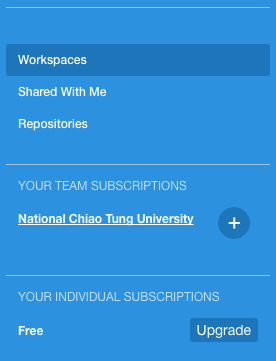 Workspaces
Shared With Me
Repositories
YOUR TEAM SUBSCRIPTIONS
National Chiao Tung University
+
YOUR INDIVIDUAL SUBSCRIPTIONS
Free Upgrade